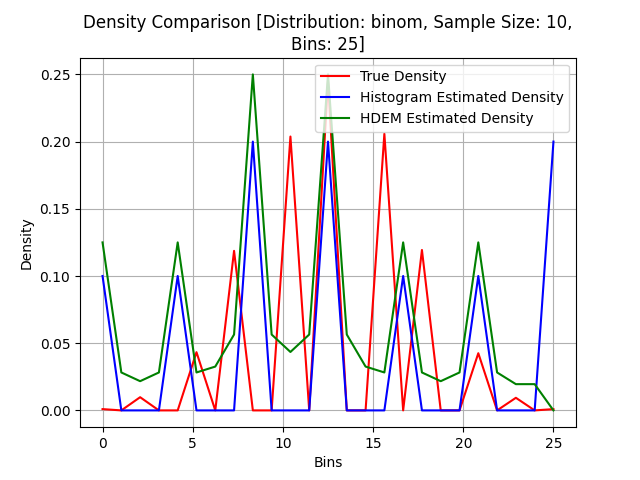 Density Comparison [Distribution: binom, Sample Size: 10,
Bins: 25]
True Density
Histogram Estimated Density
HDEM Estimated Density
Density
0.25
0.20
0.15
0.10
0.05
0.00
0 5 10 15 20 25
Bins